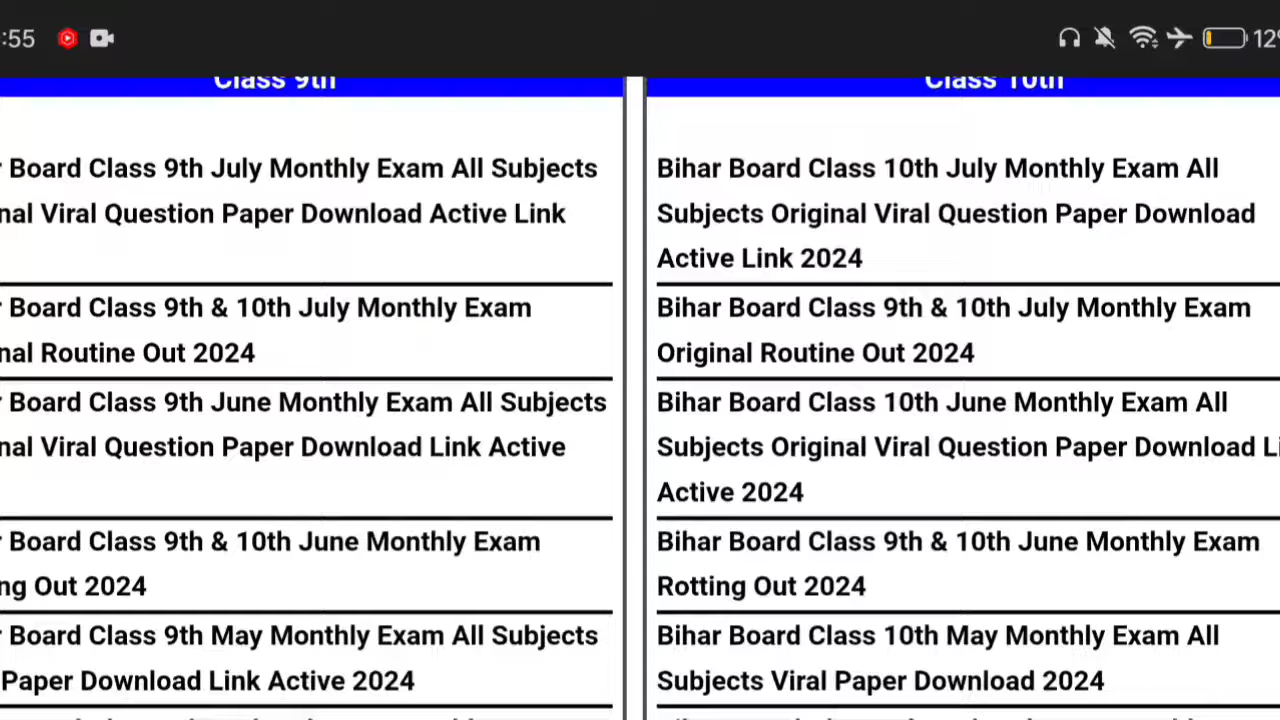 :55
12
Class 9th
Board Class 9th July Monthly Exam All Subjects
nal Viral Question Paper Download Active Link
Board Class 9th & 10th July Monthly Exam
nal Routine Out 2024
Board Class 9th June Monthly Exam All Subjects
nal Viral Question Paper Download Link Active
Board Class 9th & 10th June Monthly Exam
ng Out 2024
Board Class 9th May Monthly Exam All Subjects
Paper Download Link Active 2024
Class 10th
Bihar Board Class 10th July Monthly Exam All
Subjects Original Viral Question Paper Download
Active Link 2024
Bihar Board Class 9th & 10th July Monthly Exam
Original Routine Out 2024
Bihar Board Class 10th June Monthly Exam All
Subjects Original Viral Question Paper Download Li
Active 2024
Bihar Board Class 9th & 10th June Monthly Exam
Rotting Out 2024
Bihar Board Class 10th May Monthly Exam All
Subjects Viral Paper Download 2024